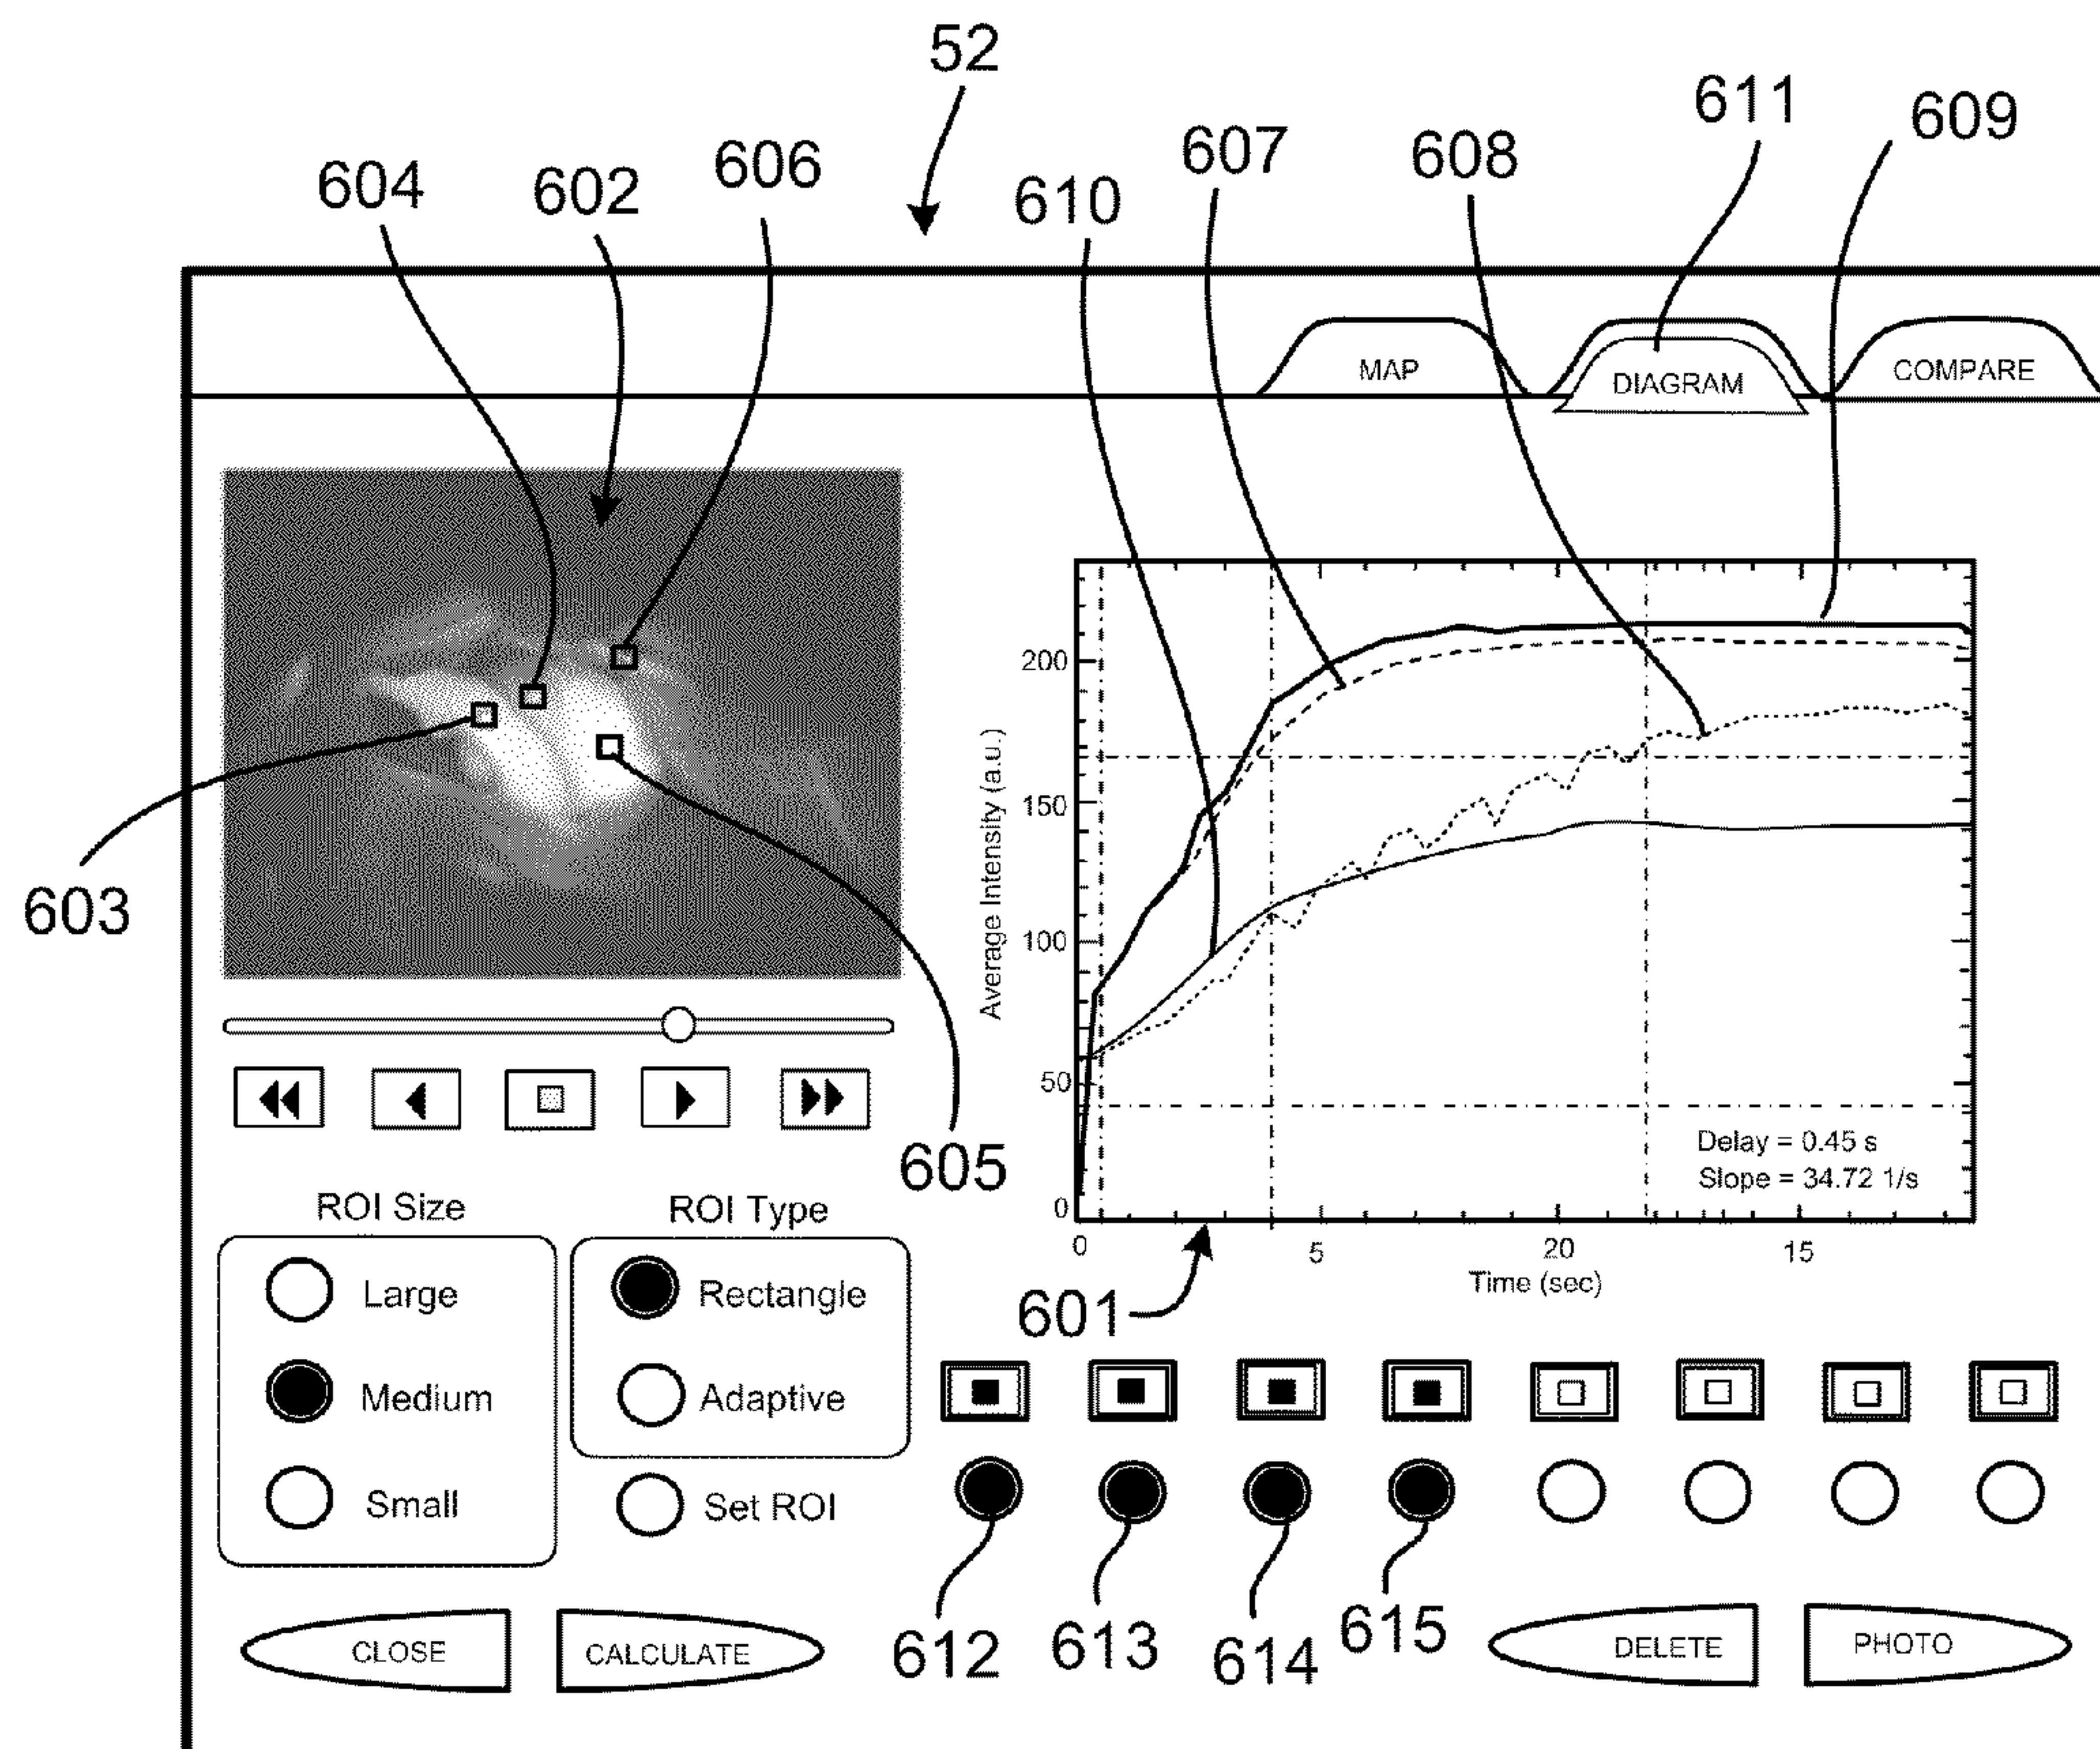 52
611
609
607
608
606
604
602
610
MAP
DIAGRAM
COMPARE
200
150
100
50
0
Average Intensity (a.u.)
Delay = 0.45 s
Slope = 34.72 1/s
0 5 20 15
Time (sec)
603
605
601
ROI Size
Large
Medium
Small
ROI Type
Rectangle
Adaptive
Set ROI
612 613 614 615
CLOSE
CALCULATE
DELETE
PHOTO